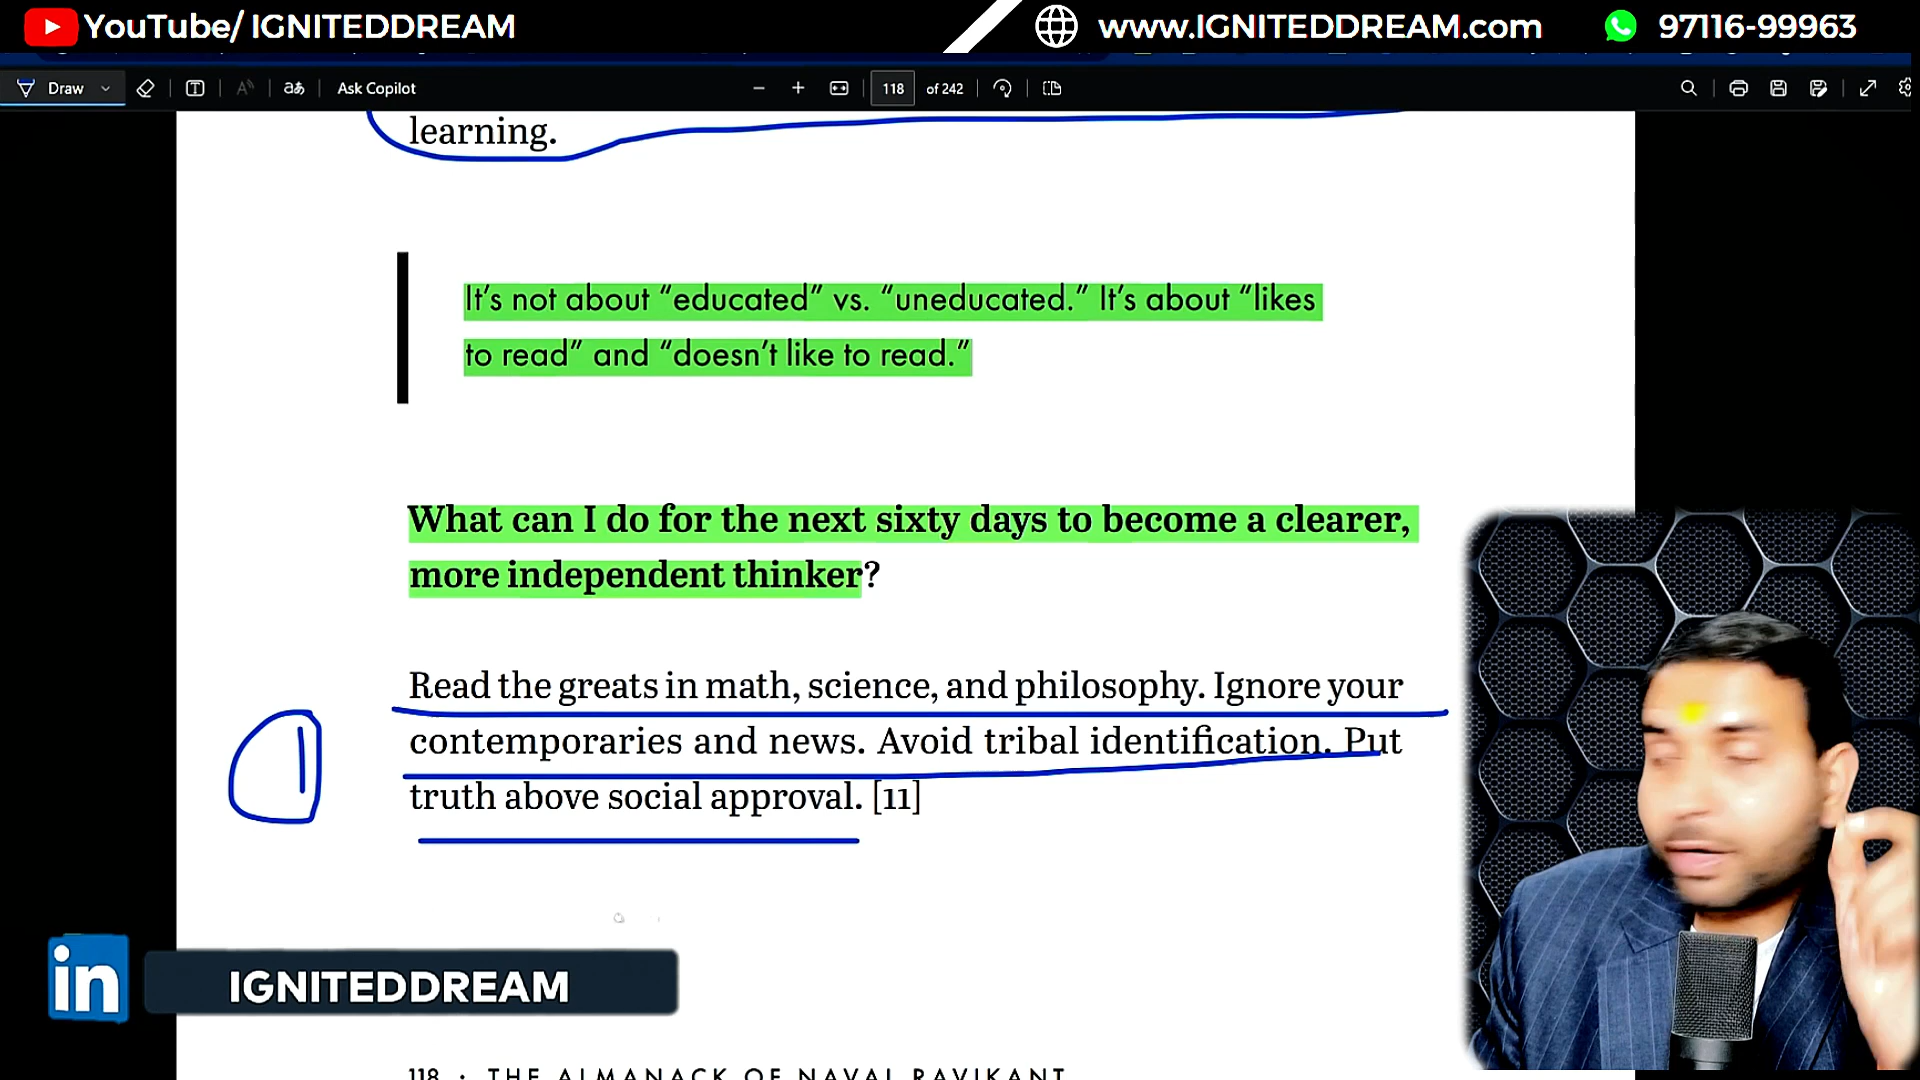 YouTube/ IGNITEDDREAM
www.IGNITEDDREAM.com
97116-99963
Draw
Ask Copilot
118 of 242
learning.
It’s not about “educated” vs. “uneducated.” It’s about “likes
to read” and “doesn’t like to read.”
What can I do for the next sixty days to become a clearer,
more independent thinker?
Read the greats in math, science, and philosophy. Ignore your
contemporaries and news. Avoid tribal identification. Put
truth above social approval. [11]
in IGNITEDDREAM
118 · THE ALMANACK OF NAVAL RAVIKANT